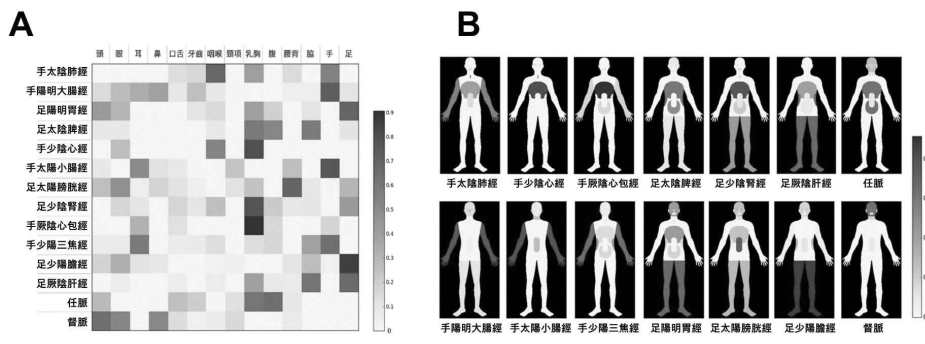 A
B
頭 眼 耳 鼻 口舌 牙齒 咽喉 頸項 乳胸 腹 腰背 脇 手 足
手太陰肺經
手陽明大腸經
足陽明胃經
足太陰脾經
手少陰心經
手太陽小腸經
足太陽膀胱經
足少陰腎經
手厥陰心包經
手少陽三焦經
足少陽膽經
足厥陰肝經
任脈
督脈
0.9
0.8
0.7
0.6
0.5
0.4
0.3
0.2
0.1
0
手太陰肺經 手少陰心經 手厥陰心包經 足太陰脾經 足少陰腎經 足厥陰肝經 任脈
手陽明大腸經 手太陽小腸經 手少陽三焦經 足陽明胃經 足太陽膀胱經 足少陽膽經 督脈